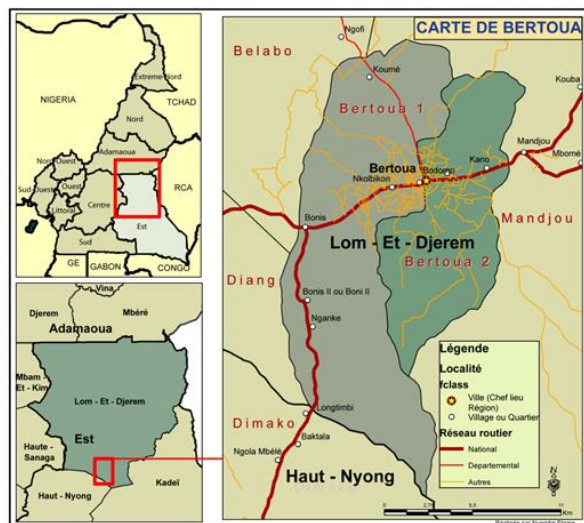 NIGERIA
TCHAD
Extreme-Nord
Nord
Adamaoua
Nord-Ouest
Sud-Ouest
Ouest
Littoral
Centre
RCA
Est
Sud
GE
GABON
CONGO
Vina
Djerem
Mbéré
Adamaoua
Mbam-
Et-Kim
Lom-Et-Djerem
Est
Haute-
Sanaga
Haut-Nyong
Kadeï
CARTE DE BERTOUA
Ngofi
Belabo
Koumé
Kouba
Bertoua 1
Mandjou
Bertoua
Kano
Mborné
Nkolbikon
Mandjou
Bonis
Lom - Et - Djerem
Diang
Bertoua 2
Bonis II ou Boni II
Nganke
Longtimbi
Dimako
Baktala
Ngola Mbélé
Haut - Nyong
Légende
Localité
fclass
Ville (Chef lieu
Région)
Village ou Quartier
Réseau routier
National
Departemental
Autres
N
0
11
Km